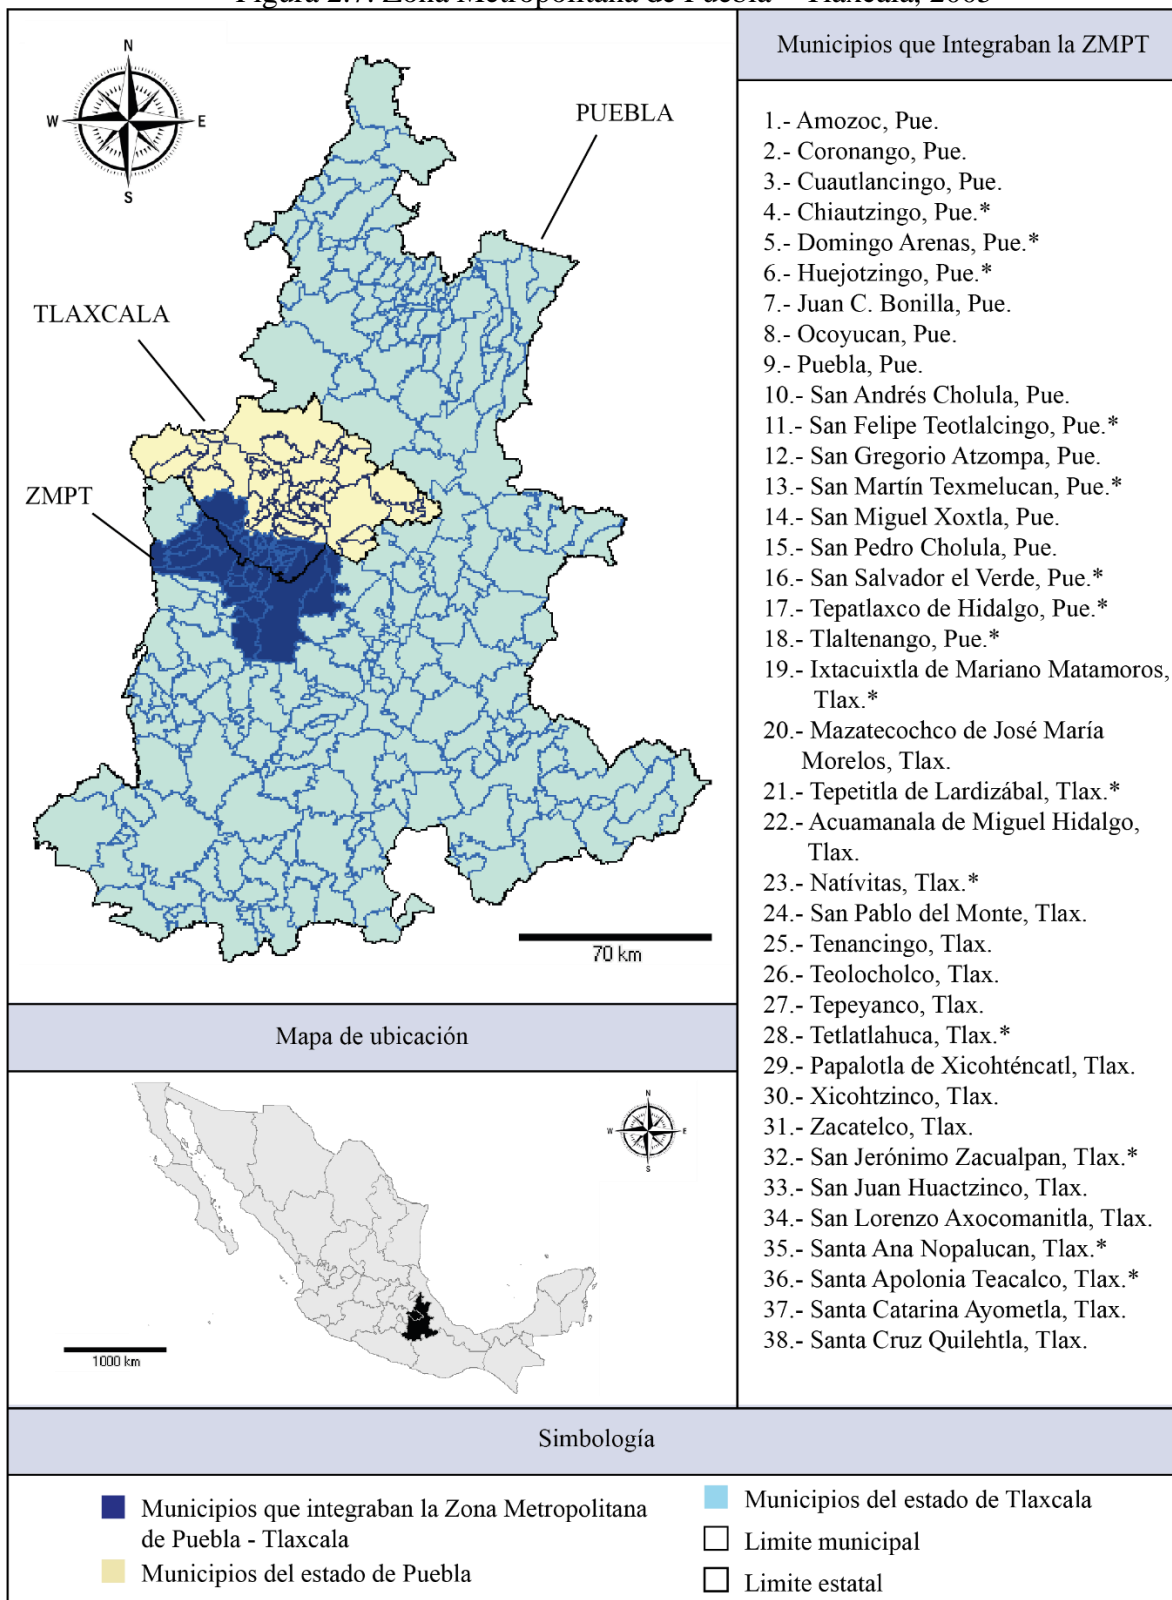 Figura 2.7. Zona Metropolitana de Puebla – Tlaxcala, 2005
N
W
E
S
PUEBLA
TLAXCALA
ZMPT
70 km
Municipios que Integraban la ZMPT
1.- Amozoc, Pue.
2.- Coronango, Pue.
3.- Cuautlancingo, Pue.
4.- Chiautzingo, Pue.*
5.- Domingo Arenas, Pue.*
6.- Huejotzingo, Pue.*
7.- Juan C. Bonilla, Pue.
8.- Ocoyucan, Pue.
9.- Puebla, Pue.
10.- San Andrés Cholula, Pue.
11.- San Felipe Teotlalcingo, Pue.*
12.- San Gregorio Atzompa, Pue.
13.- San Martín Texmelucan, Pue.*
14.- San Miguel Xoxtla, Pue.
15.- San Pedro Cholula, Pue.
16.- San Salvador el Verde, Pue.*
17.- Tepatlaxco de Hidalgo, Pue.*
18.- Tlaltenango, Pue.*
19.- Ixtacuixtla de Mariano Matamoros,
Tlax.*
20.- Mazatecochco de José María
Morelos, Tlax.
21.- Tepetitla de Lardizábal, Tlax.*
22.- Acuamanala de Miguel Hidalgo,
Tlax.
23.- Natívitas, Tlax.*
24.- San Pablo del Monte, Tlax.
25.- Tenancingo, Tlax.
26.- Teolocholco, Tlax.
27.- Tepeyanco, Tlax.
28.- Tetlatlahuca, Tlax.*
29.- Papalotla de Xicohténcatl, Tlax.
30.- Xicohtzinco, Tlax.
31.- Zacatelco, Tlax.
32.- San Jerónimo Zacualpan, Tlax.*
33.- San Juan Huactzinco, Tlax.
34.- San Lorenzo Axocomanitla, Tlax.
35.- Santa Ana Nopalucan, Tlax.*
36.- Santa Apolonia Teacalco, Tlax.*
37.- Santa Catarina Ayometla, Tlax.
38.- Santa Cruz Quilehtla, Tlax.
Mapa de ubicación
N
W
E
S
1000 km
Simbología
Municipios que integraban la Zona Metropolitana
de Puebla - Tlaxcala
Municipios del estado de Puebla
Municipios del estado de Tlaxcala
Limite municipal
Limite estatal